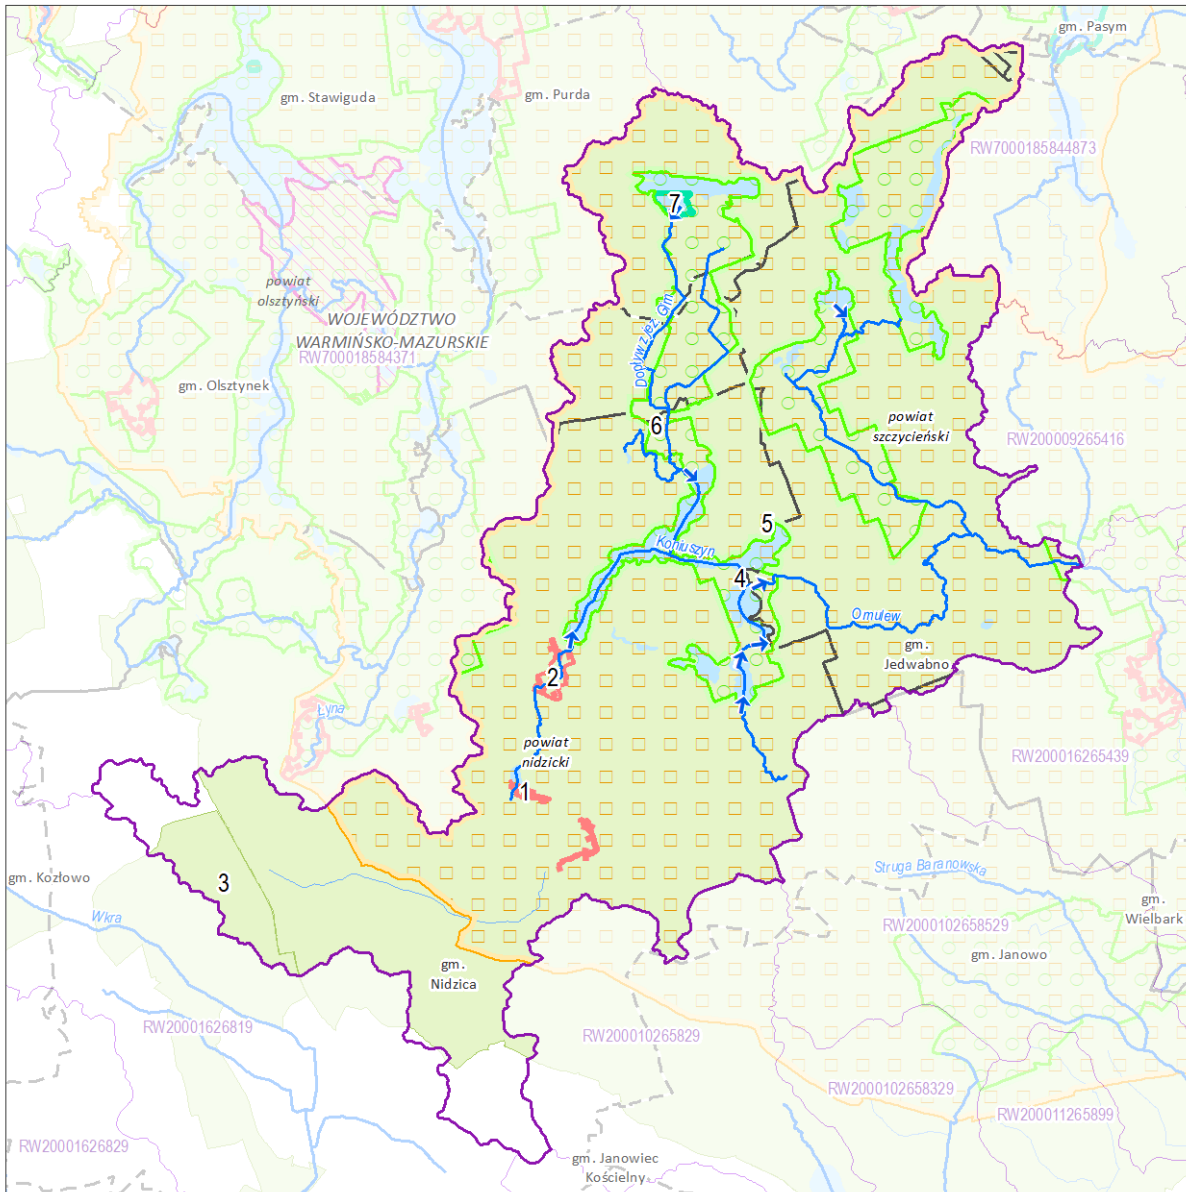 gm. Pasym
gm. Stawiguda
gm. Purda
RW7000185844873
7
powiat
olsztyński
WOJEWÓDZTWO
WARMIŃSKO-MAZURSKIE
RW700018584371
Dopływ z jez. Gim
gm. Olsztynek
powiat
szczycieński
6
RW200009265416
5
Koniuszyn
4
Omulew
gm.
Jedwabno
2
Łyna
powiat
nidzicki
RW200016265439
1
3
gm. Kozłowo
Struga Baranowska
gm.
Wielbark
Wkra
RW2000102658529
gm. Janowo
gm.
Nidzica
RW20001626819
RW200010265829
RW2000102658329
RW200011265899
RW20001626829
gm. Janowiec
Kościelny